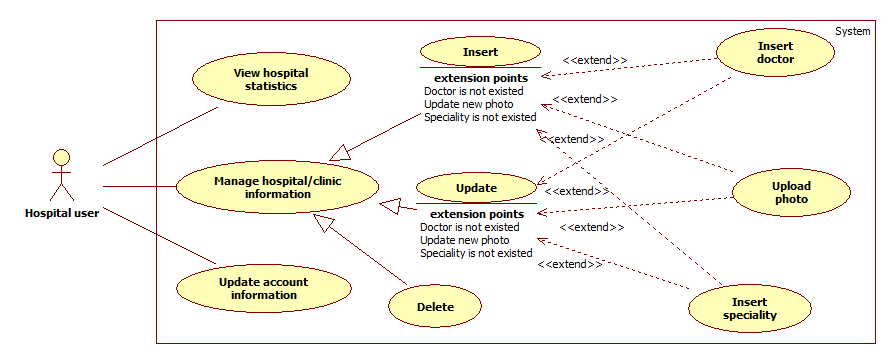 System
Insert
Insert
doctor
<<extend>>
View hospital
statistics
extension points
Doctor is not existed
Update new photo
Speciality is not existed
<<extend>>
<<extend>>
Hospital user
Manage hospital/clinic
information
Update
<<extend>>
Upload
photo
extension points
Doctor is not existed
Update new photo
Speciality is not existed
<<extend>>
<<extend>>
Update account
information
Delete
Insert
speciality